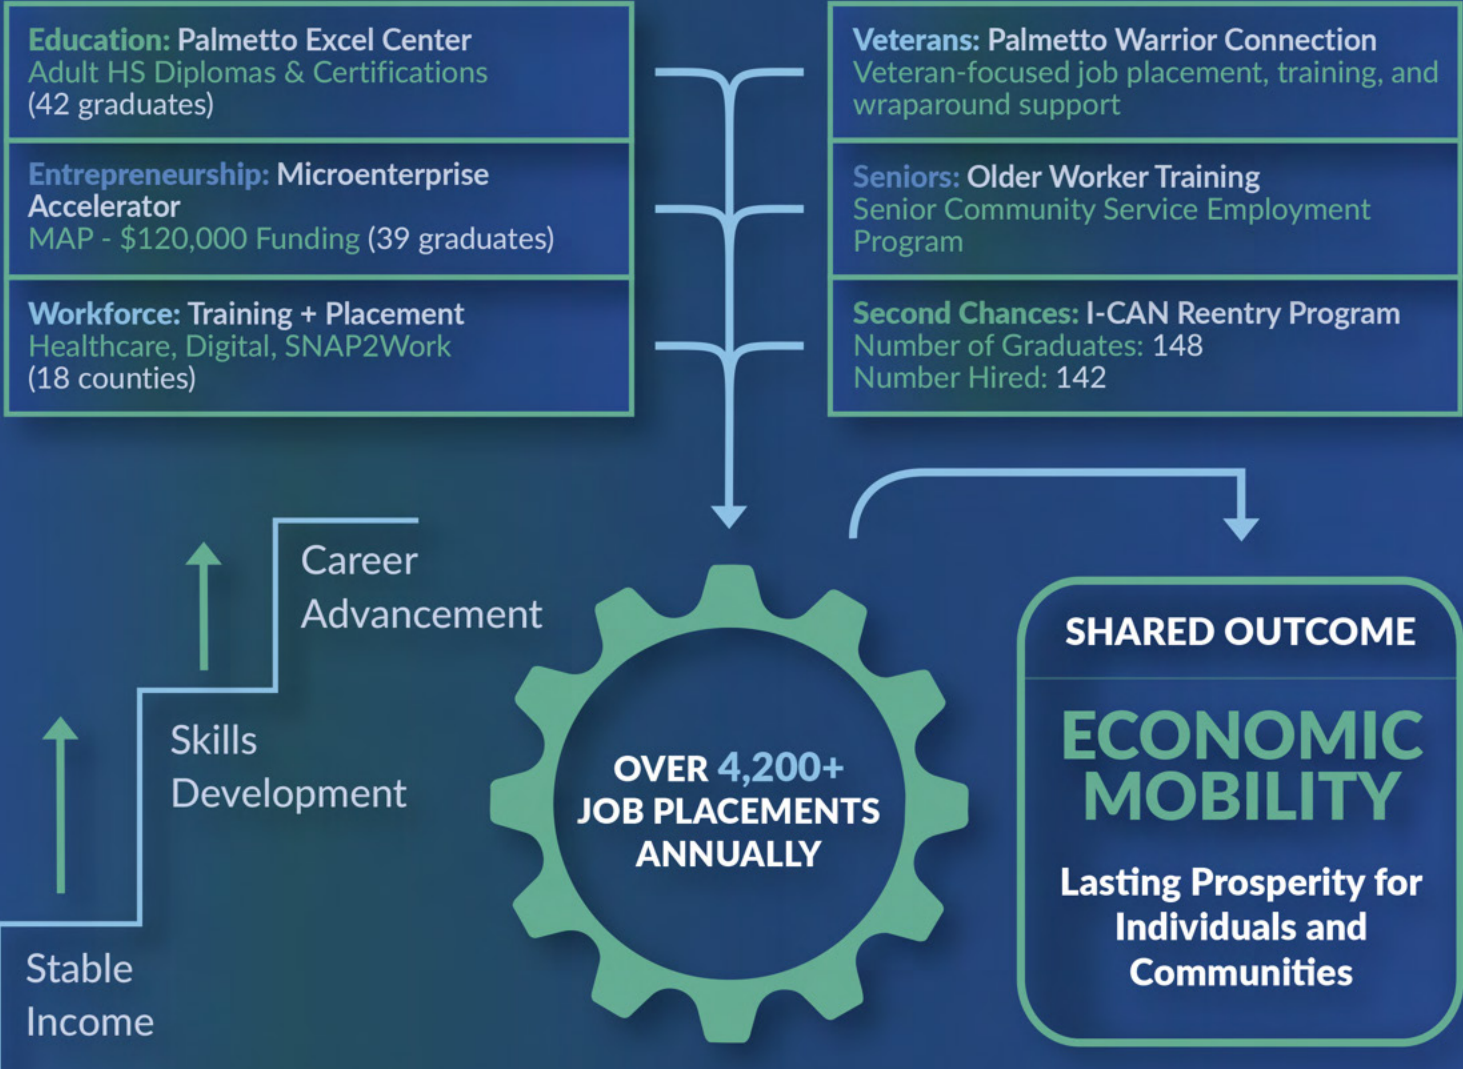 Education: Palmetto Excel Center
Adult HS Diplomas & Certifications
(42 graduates)
Entrepreneurship: Microenterprise
Accelerator
MAP - $120,000 Funding (39 graduates)
Workforce: Training + Placement
Healthcare, Digital, SNAP2Work
(18 counties)
Veterans: Palmetto Warrior Connection
Veteran-focused job placement, training, and
wraparound support
Seniors: Older Worker Training
Senior Community Service Employment
Program
Second Chances: I-CAN Reentry Program
Number of Graduates: 148
Number Hired: 142
Career
Advancement
Skills
Development
Stable
Income
OVER 4,200+
JOB PLACEMENTS
ANNUALLY
SHARED OUTCOME
ECONOMIC
MOBILITY
Lasting Prosperity for
Individuals and
Communities